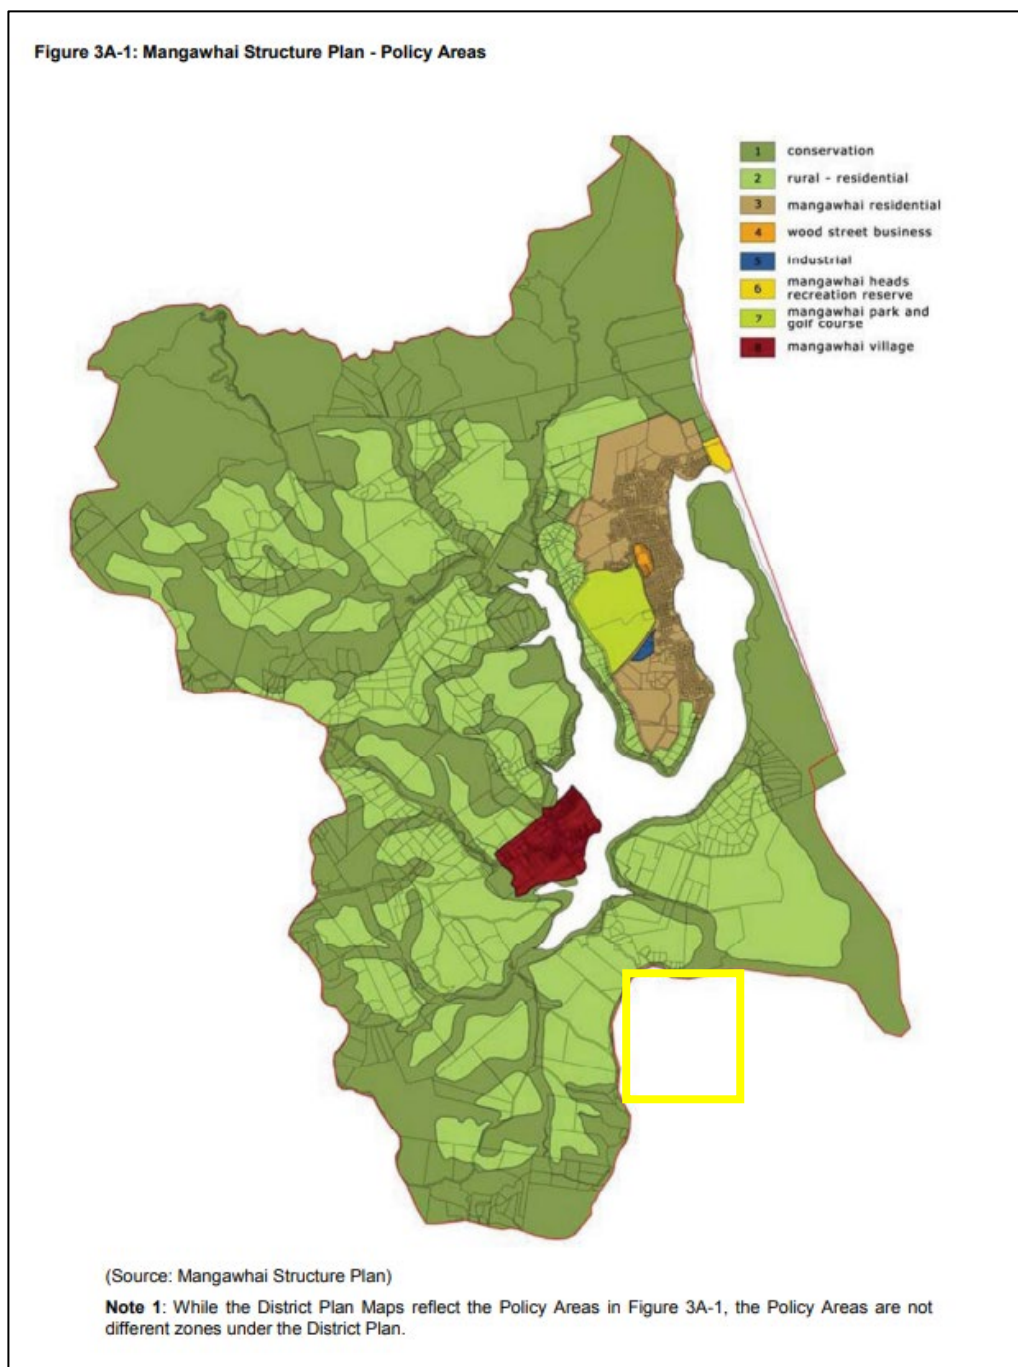 Figure 3A-1: Mangawhai Structure Plan - Policy Areas
1 conservation
2 rural - residential
3 mangawhai residential
4 wood street business
5 industrial
6 mangawhai heads
recreation reserve
7 mangawhai park and
golf course
8 mangawhai village
(Source: Mangawhai Structure Plan)
Note 1: While the District Plan Maps reflect the Policy Areas in Figure 3A-1, the Policy Areas are not
different zones under the District Plan.